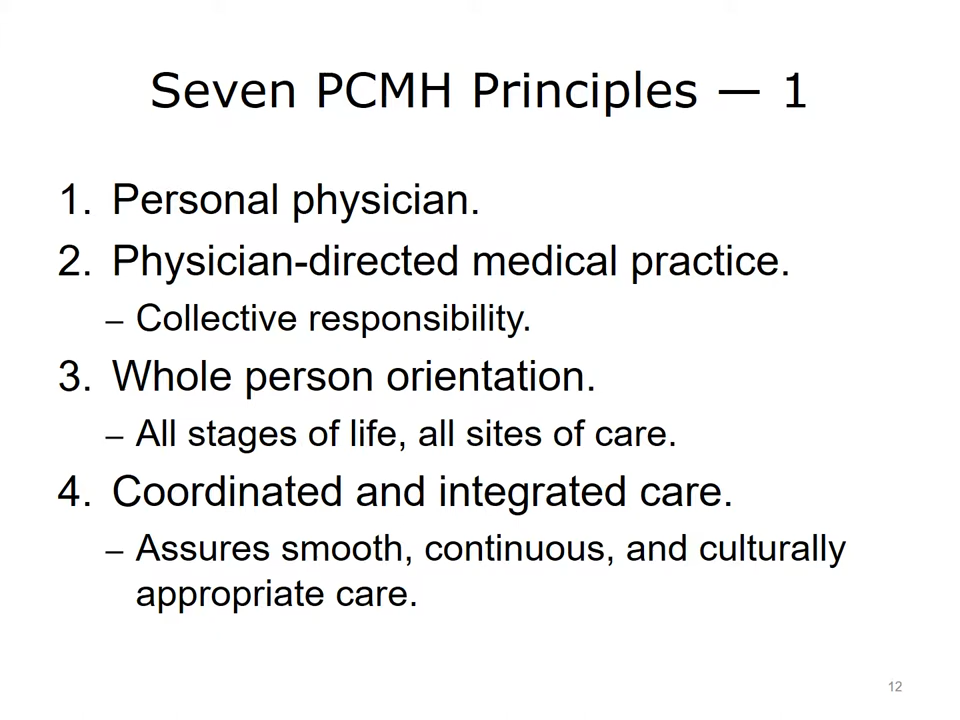 Seven PCMH Principles — 1
1. Personal physician.
2. Physician-directed medical practice.
– Collective responsibility.
3. Whole person orientation.
– All stages of life, all sites of care.
4. Coordinated and integrated care.
– Assures smooth, continuous, and culturally
appropriate care.
12